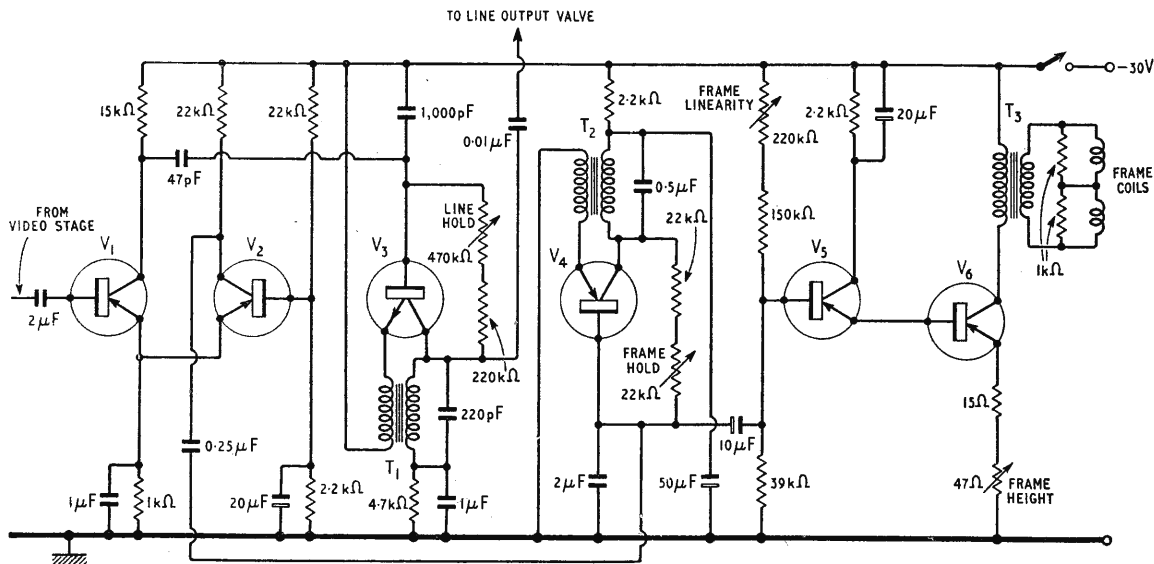 TO LINE OUTPUT VALVE
−30V
15kΩ
22kΩ
22kΩ
1,000pF
0·01μF
2·2kΩ
FRAME
LINEARITY
220kΩ
2·2kΩ
20μF
T3
T2
47pF
LINE
HOLD
470kΩ
0·5μF
22kΩ
150kΩ
FRAME
COILS
1kΩ
FROM
VIDEO STAGE
V1
V2
V3
V4
V5
V6
2μF
220kΩ
FRAME
HOLD
22kΩ
15Ω
220pF
0·25μF
T1
10μF
1μF
1kΩ
20μF
2·2kΩ
4·7kΩ
1μF
2μF
50μF
39kΩ
47Ω
FRAME
HEIGHT